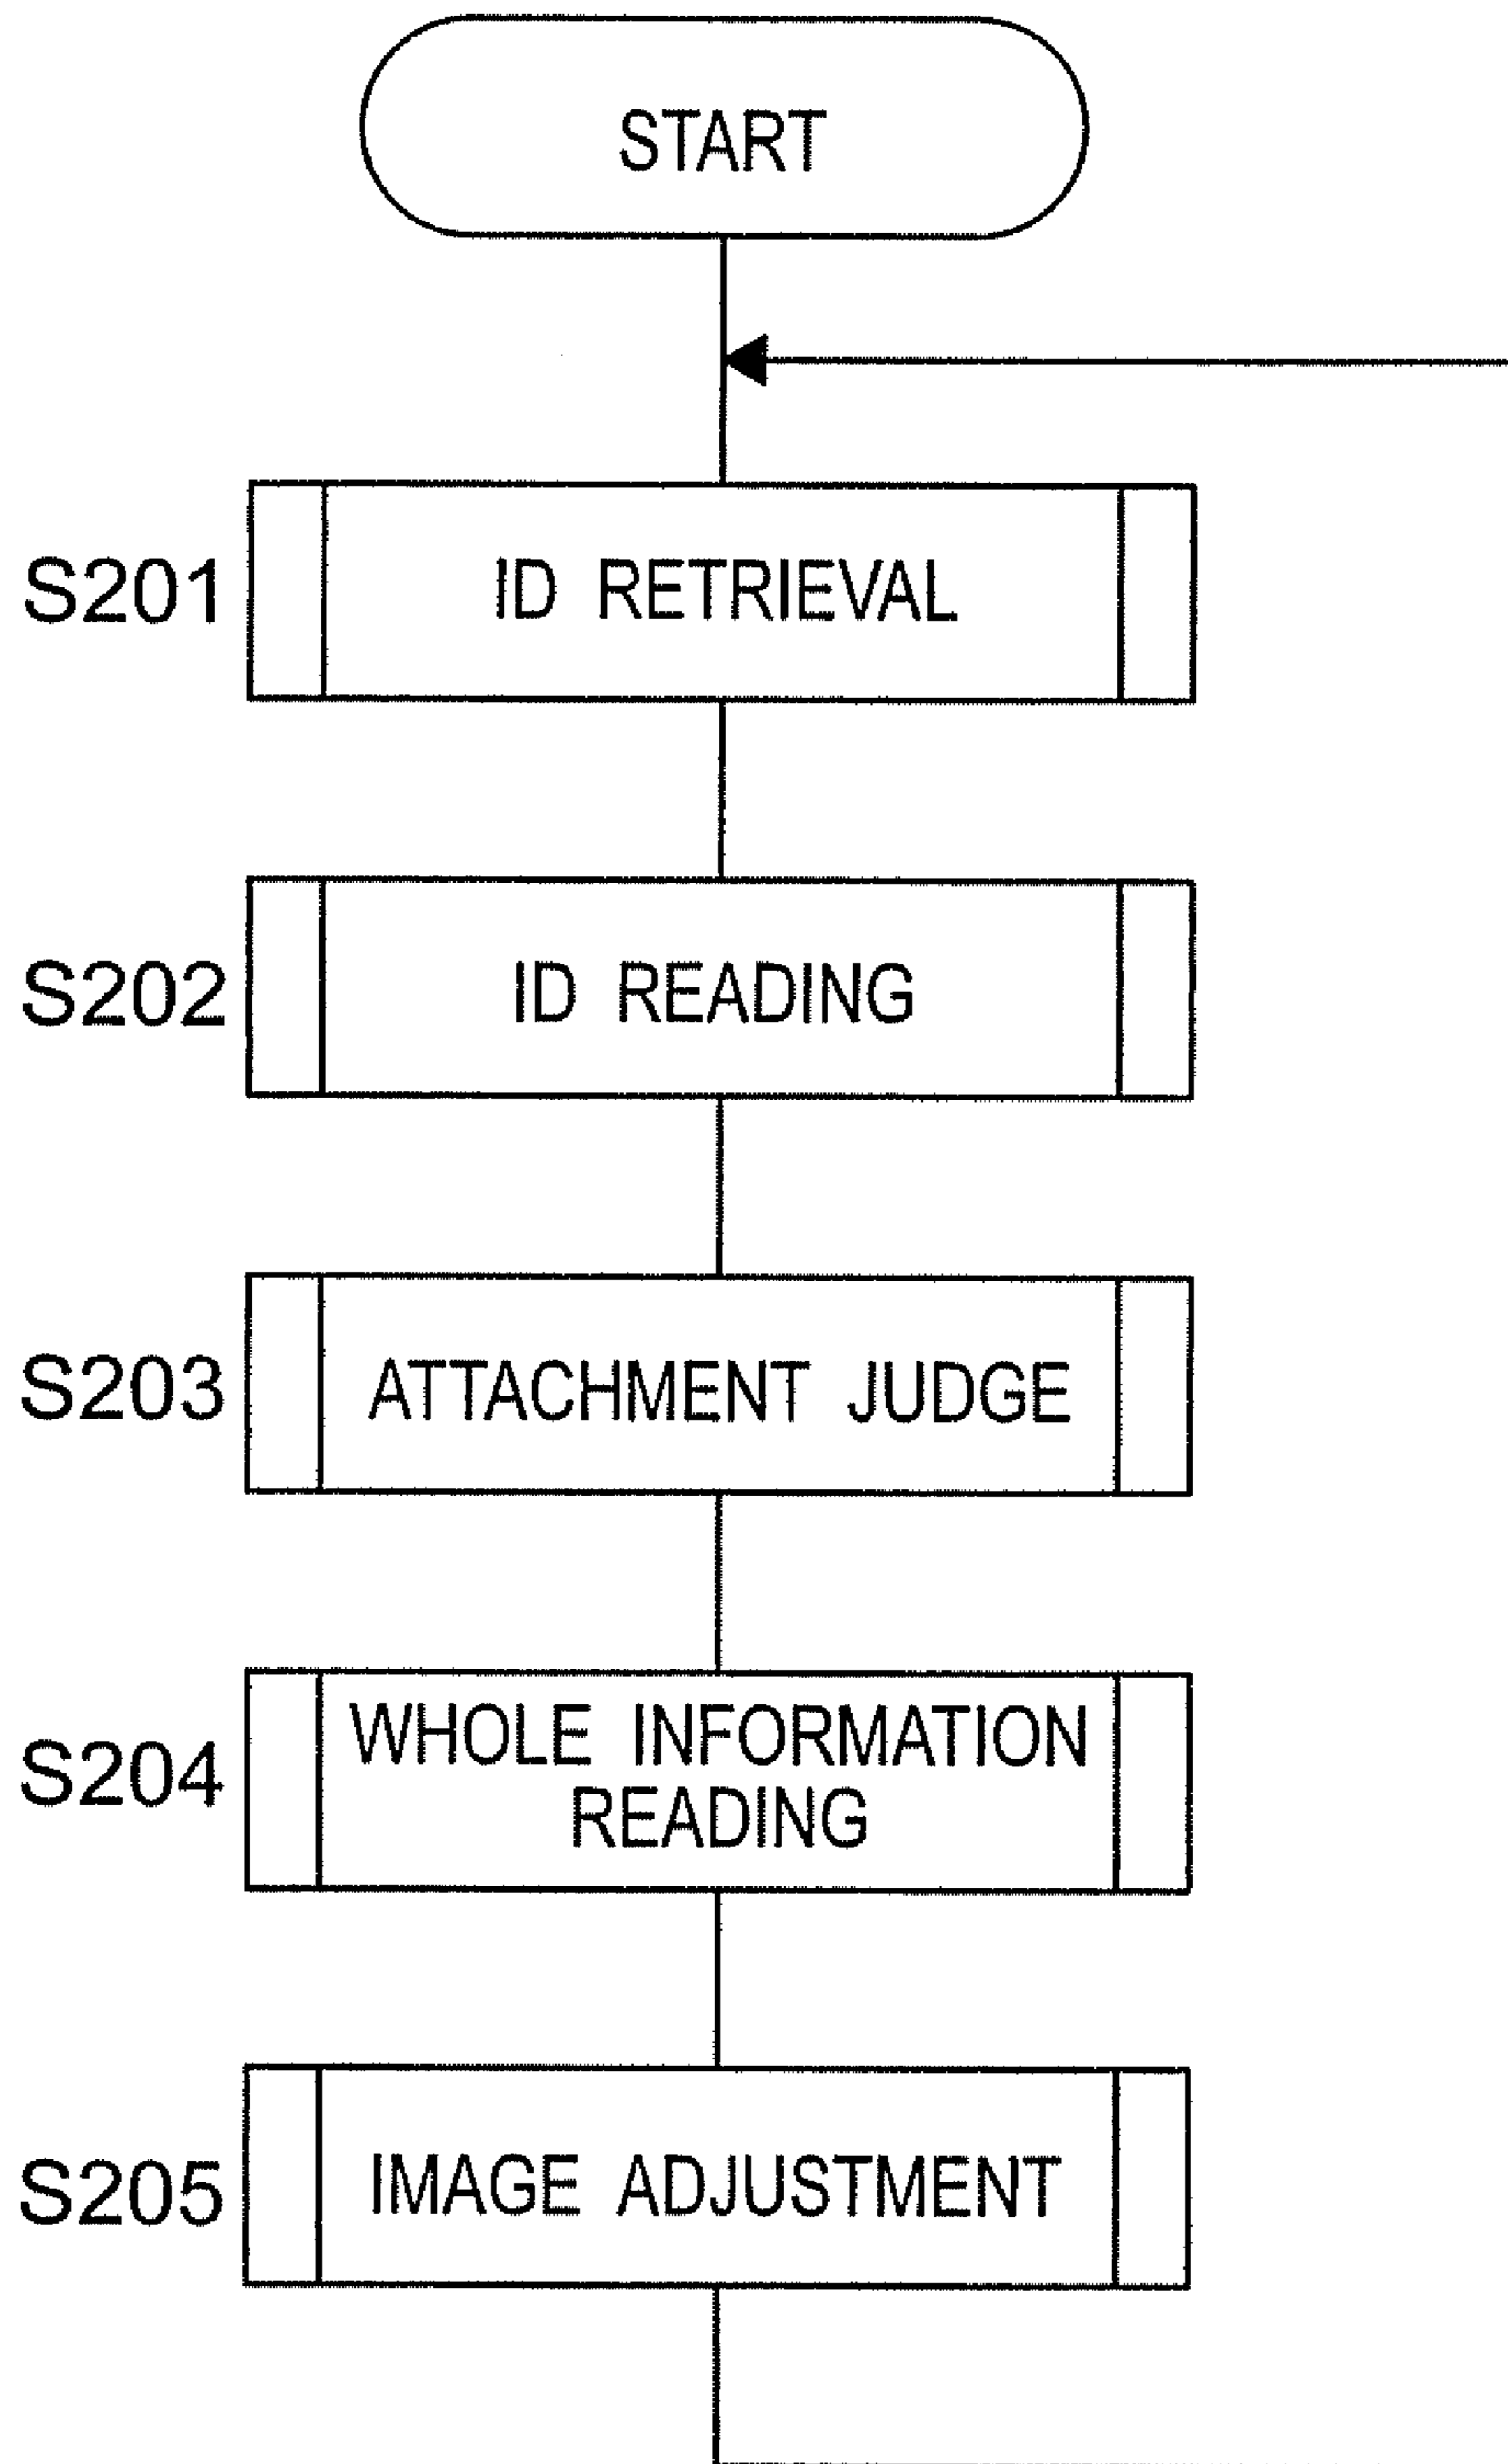 START
S201
ID RETRIEVAL
S202
ID READING
S203
ATTACHMENT JUDGE
S204
WHOLE INFORMATION
READING
S205
IMAGE ADJUSTMENT